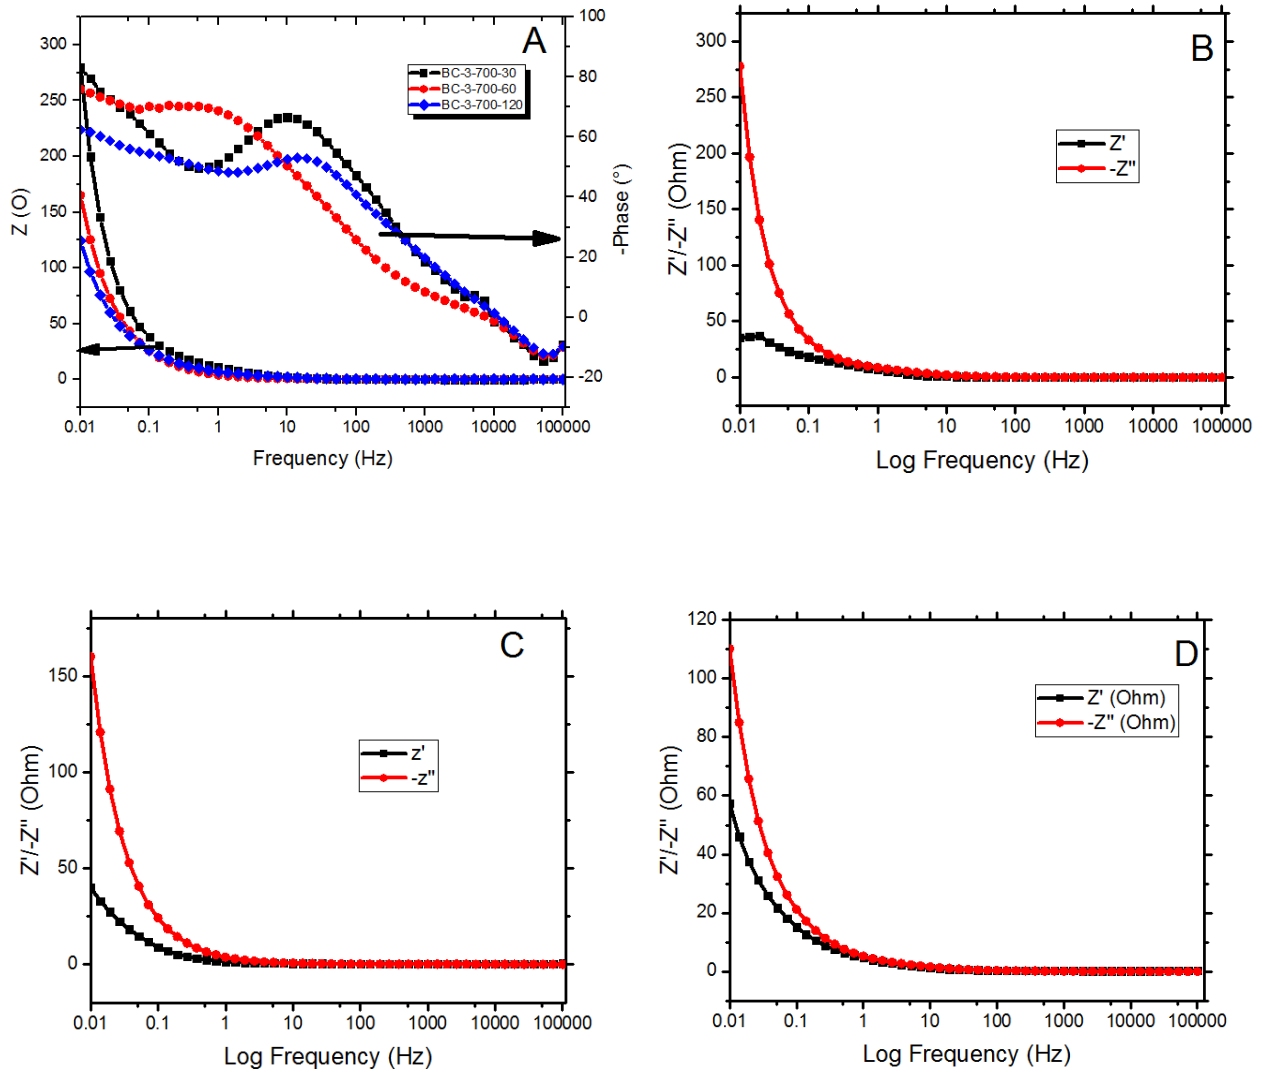 A
BC-3-700-30
BC-3-700-60
BC-3-700-120
300
250
200
150
100
50
0
Z (O)
100
80
60
40
20
0
−20
-Phase (°)
0.01 0.1 1 10 100 1000 10000 100000
Frequency (Hz)
B
Z'
-Z"
300
250
200
150
100
50
0
Z'/-Z" (Ohm)
0.01 0.1 1 10 100 1000 10000 100000
Log Frequency (Hz)
C
z'
-z"
150
100
50
0
Z'/-Z" (Ohm)
0.01 0.1 1 10 100 1000 10000 100000
Log Frequency (Hz)
D
Z' (Ohm)
-Z" (Ohm)
120
100
80
60
40
20
0
Z'/-Z" (Ohm)
0.01 0.1 1 10 100 1000 10000 100000
Log Frequency (Hz)